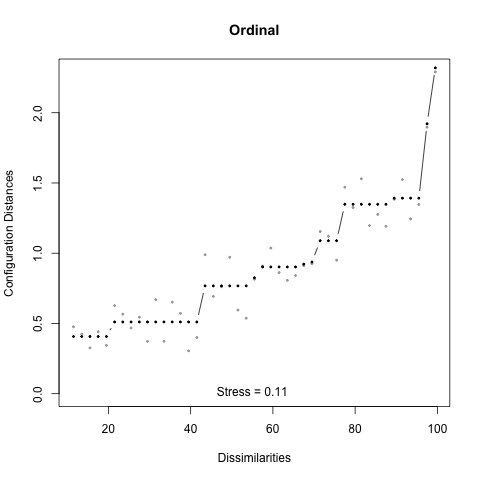 Ordinal
Configuration Distances
2.0
1.5
1.0
0.5
0.0
Stress = 0.11
20 40 60 80 100
Dissimilarities